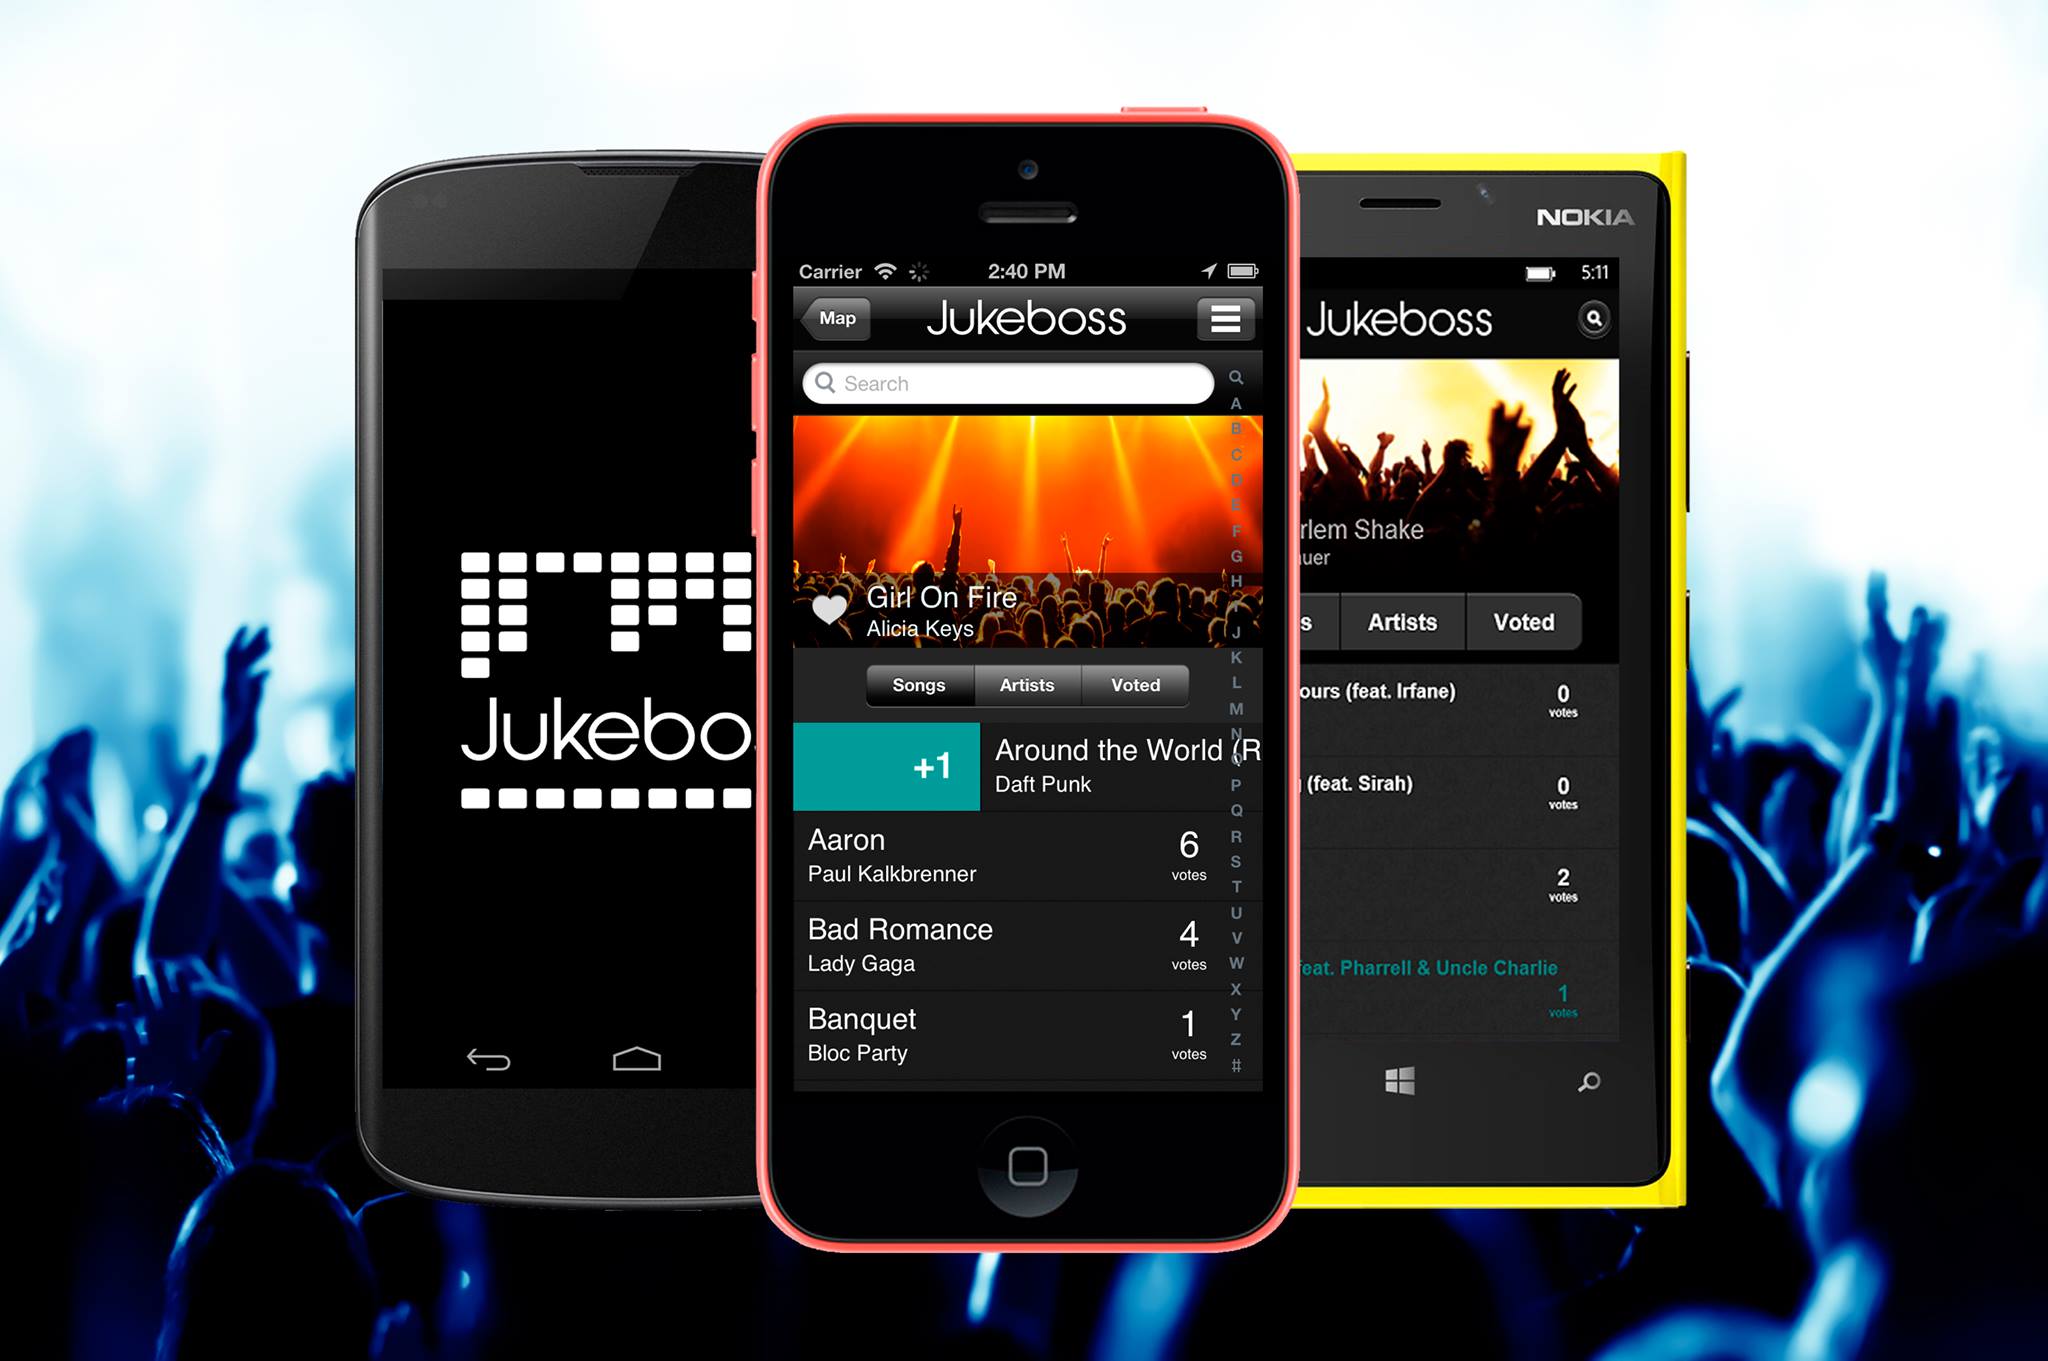 Jukebo
Carrier
2:40 PM
Map
Jukeboss
Search
A
B
C
D
E
F
G
H
I
J
K
L
M
N
O
P
Q
R
S
T
U
V
W
X
Y
Z
#
Girl On Fire
Alicia Keys
Songs
Artists
Voted
+1
Around the World (R
Daft Punk
Aaron
Paul Kalkbrenner
6
votes
Bad Romance
Lady Gaga
4
votes
Banquet
Bloc Party
1
votes
NOKIA
5:11
Jukeboss
rlem Shake
uer
s
Artists
Voted
ours (feat. Irfane)
0
votes
(feat. Sirah)
0
votes
2
votes
feat. Pharrell & Uncle Charlie
1
votes